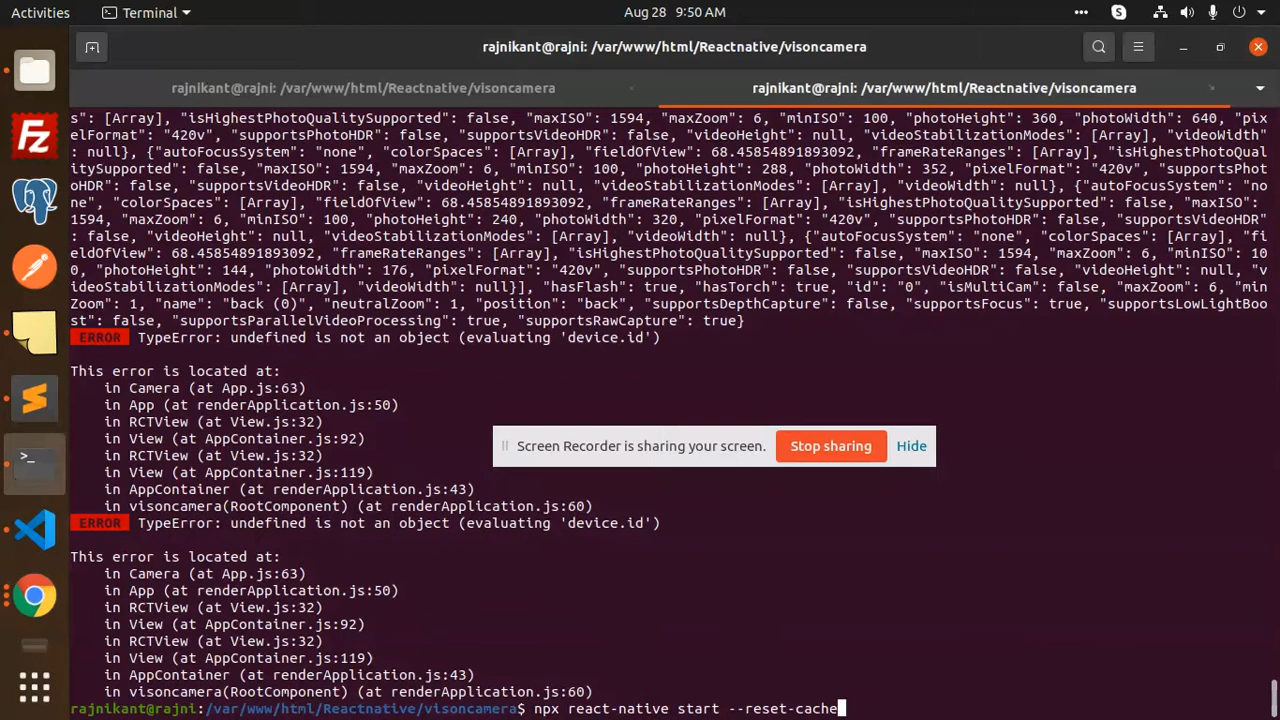 Activities
Terminal
Aug 28 9:50 AM
rajnikant@rajni: /var/www/html/Reactnative/visoncamera
rajnikant@rajni: /var/www/html/Reactnative/visoncamera
rajnikant@rajni: /var/www/html/Reactnative/visoncamera
s": [Array], "isHighestPhotoQualitySupported": false, "maxISO": 1594, "maxZoom": 6, "minISO": 100, "photoHeight": 360, "photoWidth": 640, "pix
elFormat": "420v", "supportsPhotoHDR": false, "supportsVideoHDR": false, "videoHeight": null, "videoStabilizationModes": [Array], "videoWidth"
: null}, {"autoFocusSystem": "none", "colorSpaces": [Array], "fieldOfView": 68.45854891893092, "frameRateRanges": [Array], "isHighestPhotoQual
itySupported": false, "maxISO": 1594, "maxZoom": 6, "minISO": 100, "photoHeight": 288, "photoWidth": 352, "pixelFormat": "420v", "supportsPhot
oHDR": false, "supportsVideoHDR": false, "videoHeight": null, "videoStabilizationModes": [Array], "videoWidth": null}, {"autoFocusSystem": "no
ne", "colorSpaces": [Array], "fieldOfView": 68.45854891893092, "frameRateRanges": [Array], "isHighestPhotoQualitySupported": false, "maxISO":
1594, "maxZoom": 6, "minISO": 100, "photoHeight": 240, "photoWidth": 320, "pixelFormat": "420v", "supportsPhotoHDR": false, "supportsVideoHDR"
: false, "videoHeight": null, "videoStabilizationModes": [Array], "videoWidth": null}, {"autoFocusSystem": "none", "colorSpaces": [Array], "fi
eldOfView": 68.45854891893092, "frameRateRanges": [Array], "isHighestPhotoQualitySupported": false, "maxISO": 1594, "maxZoom": 6, "minISO": 10
0, "photoHeight": 144, "photoWidth": 176, "pixelFormat": "420v", "supportsPhotoHDR": false, "supportsVideoHDR": false, "videoHeight": null, "v
ideoStabilizationModes": [Array], "videoWidth": null}], "hasFlash": true, "hasTorch": true, "id": "0", "isMultiCam": false, "maxZoom": 6, "min
Zoom": 1, "name": "back (0)", "neutralZoom": 1, "position": "back", "supportsDepthCapture": false, "supportsFocus": true, "supportsLowLightBoo
st": false, "supportsParallelVideoProcessing": true, "supportsRawCapture": true}
ERROR TypeError: undefined is not an object (evaluating 'device.id')
This error is located at:
in Camera (at App.js:63)
in App (at renderApplication.js:50)
in RCTView (at View.js:32)
in View (at AppContainer.js:92)
in RCTView (at View.js:32)
in View (at AppContainer.js:119)
in AppContainer (at renderApplication.js:43)
in visoncamera(RootComponent) (at renderApplication.js:60)
Screen Recorder is sharing your screen. Stop sharing Hide
ERROR TypeError: undefined is not an object (evaluating 'device.id')
This error is located at:
in Camera (at App.js:63)
in App (at renderApplication.js:50)
in RCTView (at View.js:32)
in View (at AppContainer.js:92)
in RCTView (at View.js:32)
in View (at AppContainer.js:119)
in AppContainer (at renderApplication.js:43)
in visoncamera(RootComponent) (at renderApplication.js:60)
rajnikant@rajni:/var/www/html/Reactnative/visoncamera$ npx react-native start --reset-cache